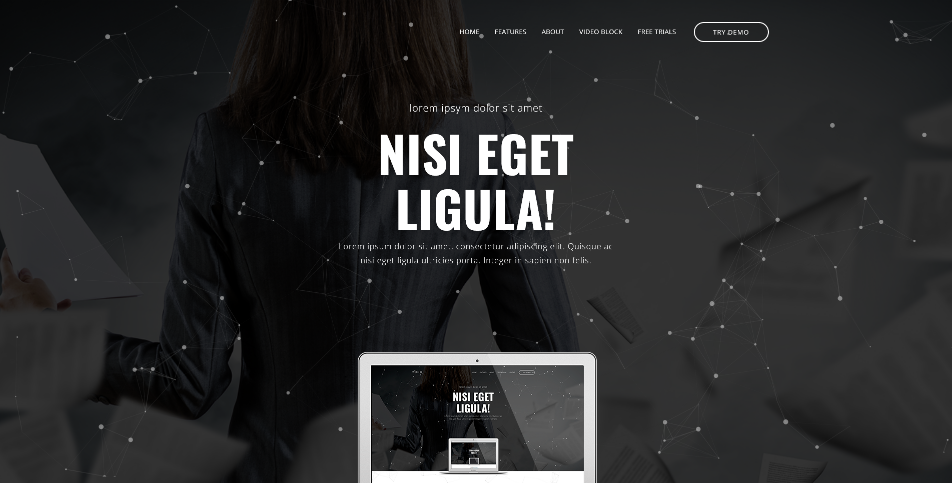 HOME FEATURES ABOUT VIDEO BLOCK FREE TRIALS TRY DEMO
lorem ipsym dolor sit amet
NISI EGET
LIGULA!
Lorem ipsum dolor sit amet, consectetur adipiscing elit. Quisque ac
nisi eget ligula ultricies porta. Integer in sapien non felis.
NISI EGET
LIGULA!